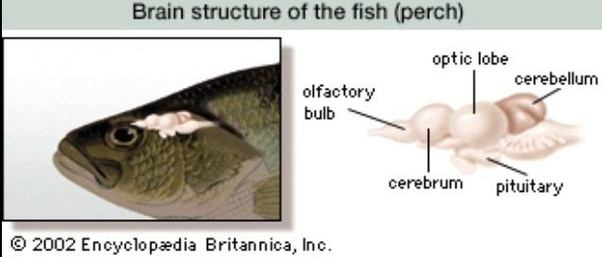 Brain structure of the fish (perch)
optic lobe
cerebellum
olfactory
bulb
cerebrum
pituitary
© 2002 Encyclopædia Britannica, Inc.